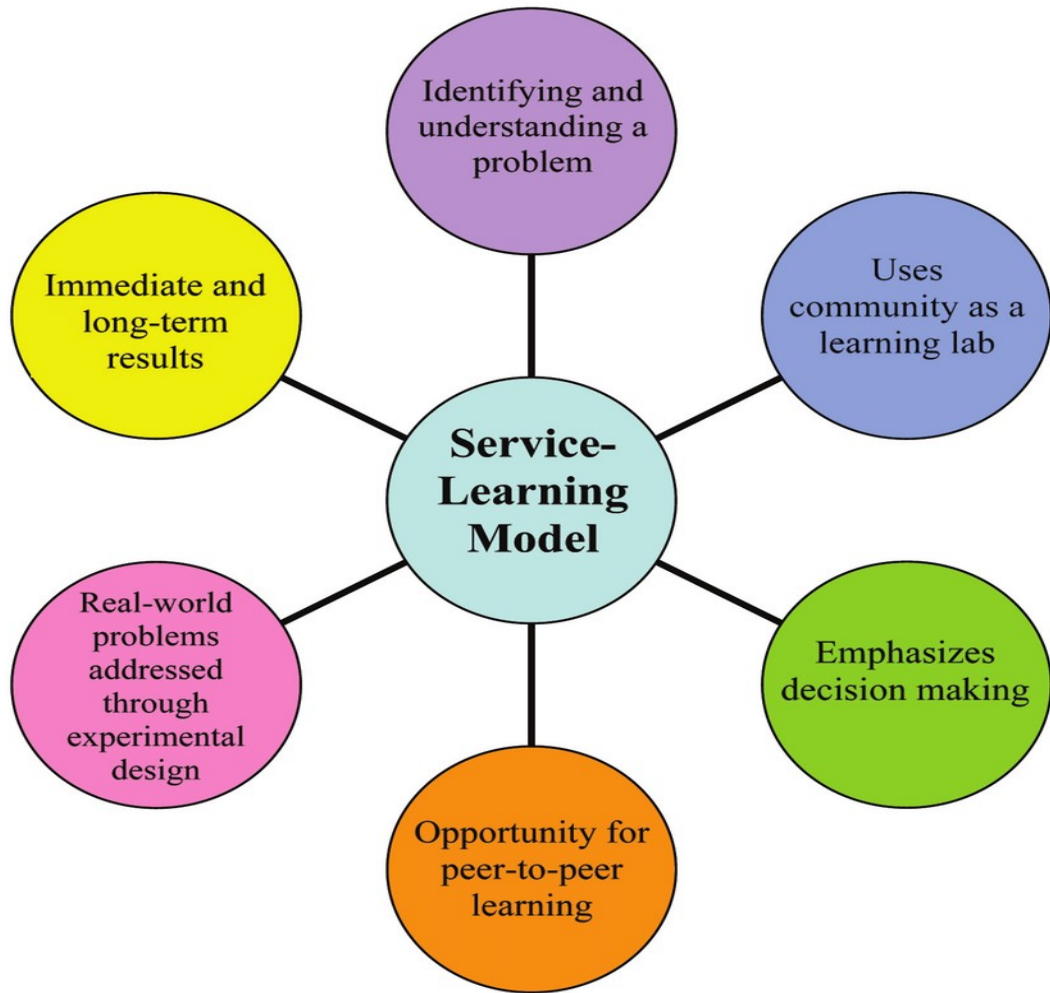 Identifying and
understanding a
problem
Uses
community as a
learning lab
Immediate and
long-term
results
Service-
Learning
Model
Emphasizes
decision making
Real-world
problems
addressed
through
experimental
design
Opportunity for
peer-to-peer
learning